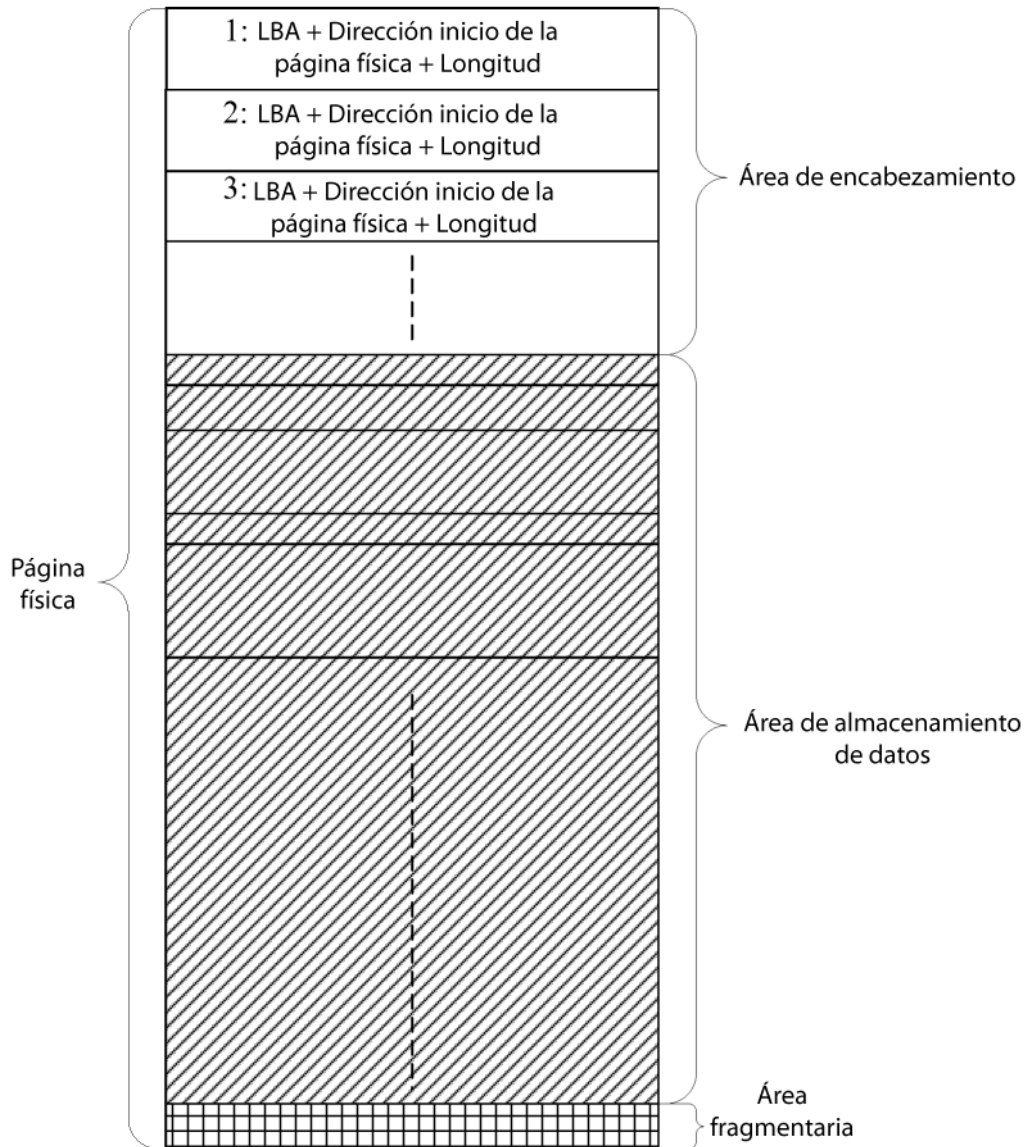 1: LBA + Dirección inicio de la
página física + Longitud
2: LBA + Dirección inicio de la
página física + Longitud
3: LBA + Dirección inicio de la
página física + Longitud
Área de encabezamiento
Página
física
Área de almacenamiento
de datos
Área
fragmentaria